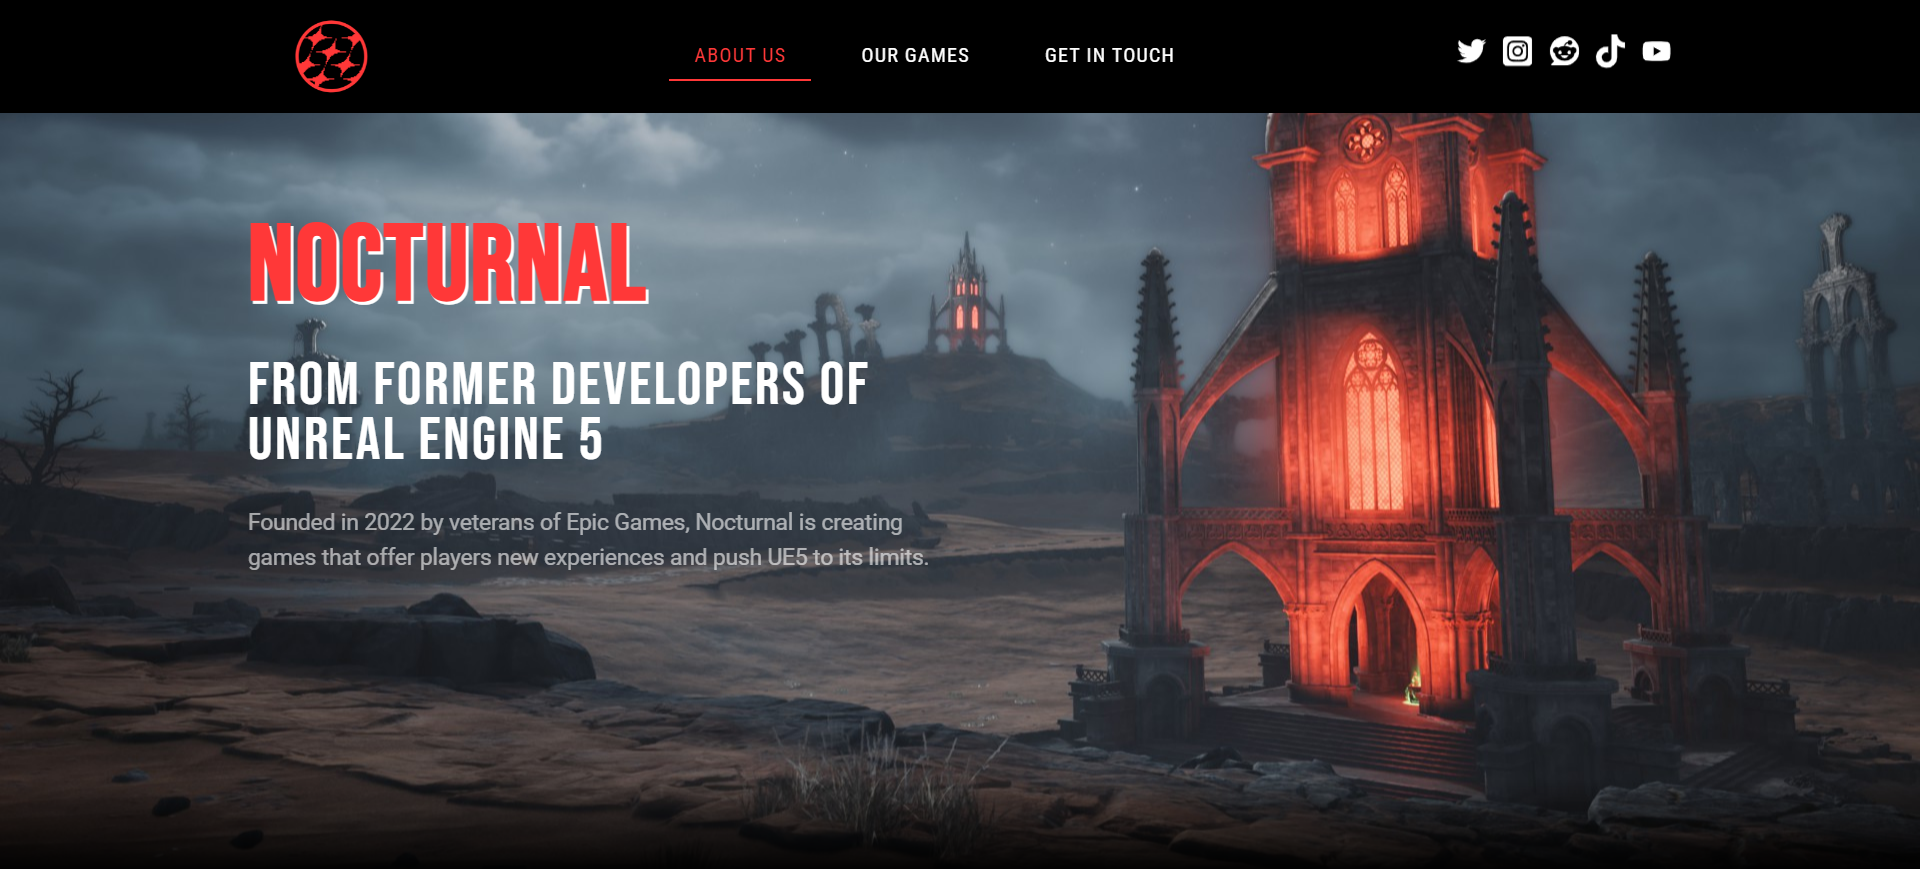 ABOUT US
OUR GAMES
GET IN TOUCH
NOCTURNAL
FROM FORMER DEVELOPERS OF
UNREAL ENGINE 5
Founded in 2022 by veterans of Epic Games, Nocturnal is creating
games that offer players new experiences and push UE5 to its limits.